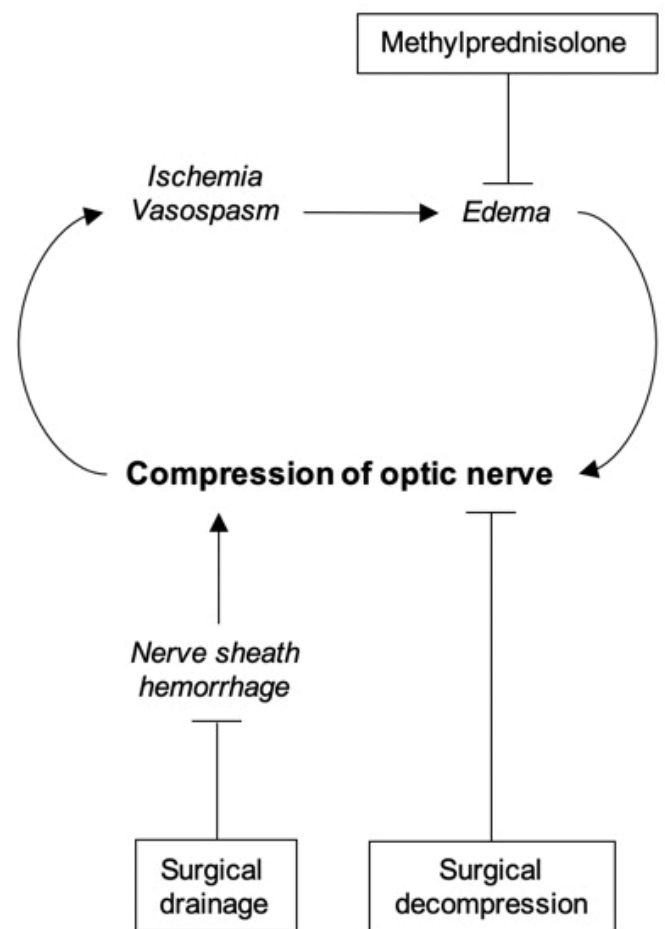 Methylprednisolone
Ischemia
Vasospasm
Edema
Compression of optic nerve
Nerve sheath
hemorrhage
Surgical
drainage
Surgical
decompression